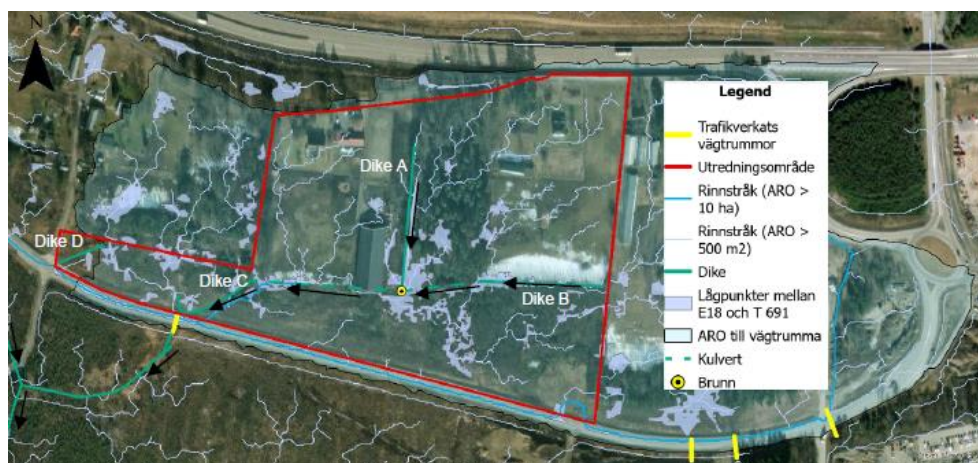 N
Dike A
Dike D
Dike C
Dike B
Legend
Trafikverkats
vägtrummor
Utredningsområde
Rinnstråk (ARO >
10 ha)
Rinnstråk (ARO >
500 m2)
Dike
Lågpunkter mellan
E18 och T 691
ARO till vägtrumma
Kulvert
Brunn